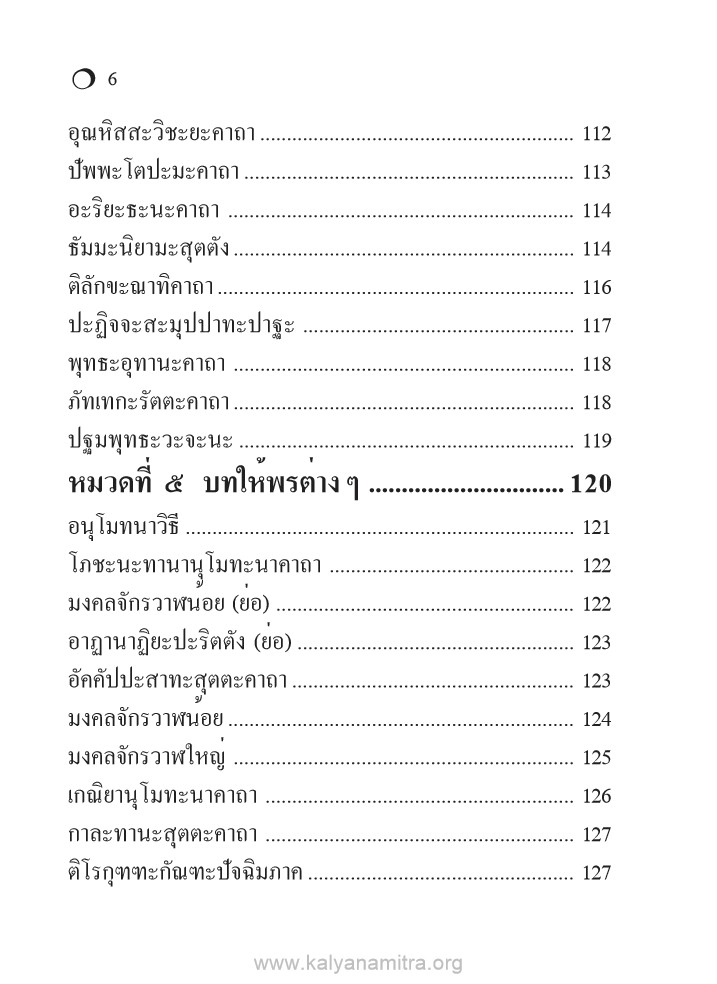 6
อุณหิสสะวิชะยะคาถา ........................................................... 112
ปัพพะโตปะมะคาถา .............................................................. 113
อะริยะธะนะคาถา ................................................................. 114
ธัมมะนิยามะสุตตัง ................................................................ 114
ติลักขะณาทิคาถา ................................................................... 116
ปะฏิจจะสะมุปปาทะปาฐะ ................................................... 117
พุทธะอุทานะคาถา ................................................................ 118
ภัทเทกะรัตตะคาถา ................................................................ 118
ปฐมพุทธะวะจะนะ ............................................................... 119
หมวดที่ ๕ บทให้พรต่าง ๆ .............................. 120
อนุโมทนาวิธี ......................................................................... 121
โภชะนะทานานุโมทะนาคาถา .............................................. 122
มงคลจักรวาฬน้อย (ย่อ) ........................................................ 122
อาฏานาฏิยะปะริตตัง (ย่อ) .................................................... 123
อัคคัปปะสาทะสุตตะคาถา ..................................................... 123
มงคลจักรวาฬน้อย ................................................................. 124
มงคลจักรวาฬใหญ่ ................................................................ 125
เกณิยานุโมทะนาคาถา .......................................................... 126
กาละทานะสุตตะคาถา .......................................................... 127
ติโรกุฑฑะกัณฑะปัจฉิมภาค .................................................. 127
www.kalyanamitra.org